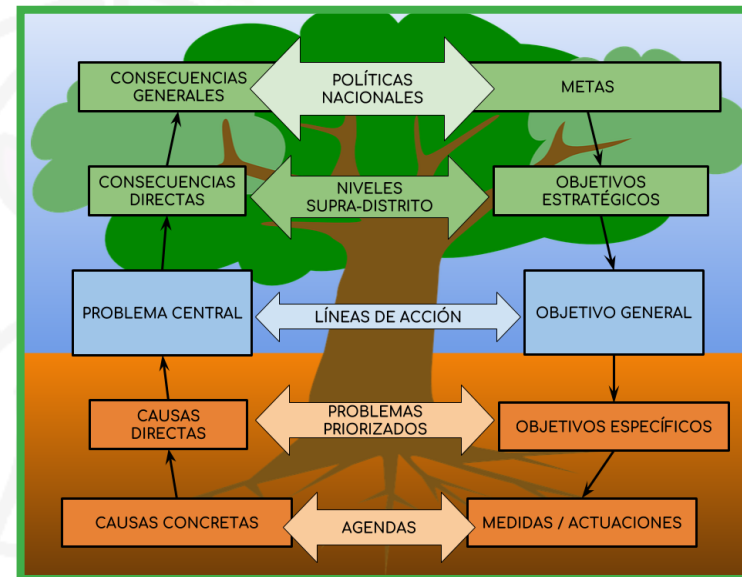 CONSECUENCIAS
GENERALES
POLÍTICAS
NACIONALES
METAS
CONSECUENCIAS
DIRECTAS
NIVELES
SUPRA-DISTRITO
OBJETIVOS
ESTRATÉGICOS
PROBLEMA CENTRAL
LÍNEAS DE ACCIÓN
OBJETIVO GENERAL
CAUSAS
DIRECTAS
PROBLEMAS
PRIORIZADOS
OBJETIVOS ESPECÍFICOS
CAUSAS CONCRETAS
AGENDAS
MEDIDAS / ACTUACIONES